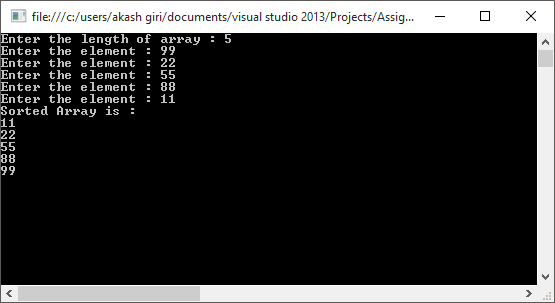 file:///c:/users/akash giri/documents/visual studio 2013/Projects/Assig...
Enter the length of array : 5
Enter the element : 99
Enter the element : 22
Enter the element : 55
Enter the element : 88
Enter the element : 11
Sorted Array is :
11
22
55
88
99